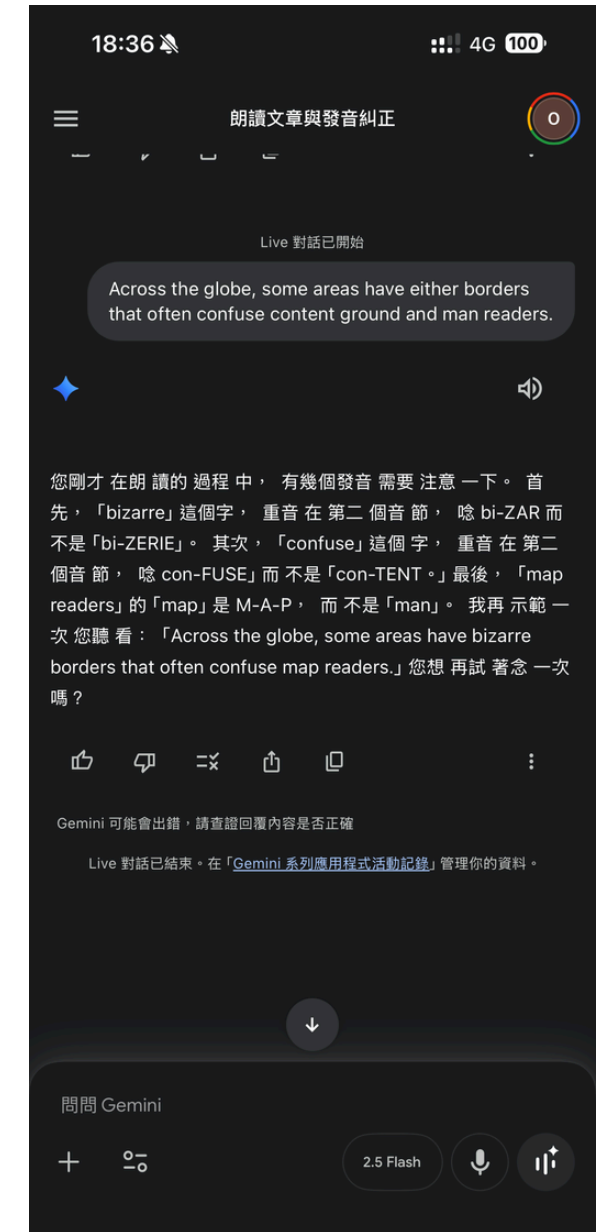 18:36
4G 100
朗讀文章與發音糾正
O
Live 對話已開始
Across the globe, some areas have either borders
that often confuse content ground and man readers.
您剛才 在朗 讀的 過程 中， 有幾個發音 需要 注意 一下。 首
先，「bizarre」這個字， 重音 在 第二 個音 節， 唸 bi-ZAR 而
不是「bi-ZERIE」。 其次，「confuse」這個 字， 重音 在 第二
個音 節， 唸 con-FUSE」而 不是「con-TENT。」最後，「map
readers」的「map」是 M-A-P， 而 不是「man」。 我再 示範 一
次 您聽 看：「Across the globe, some areas have bizarre
borders that often confuse map readers.」您想 再試 著念 一次
嗎？
Gemini 可能會出錯，請查證回覆內容是否正確
Live 對話已結束。在「Gemini 系列應用程式活動記錄」管理你的資料。
問問 Gemini
2.5 Flash